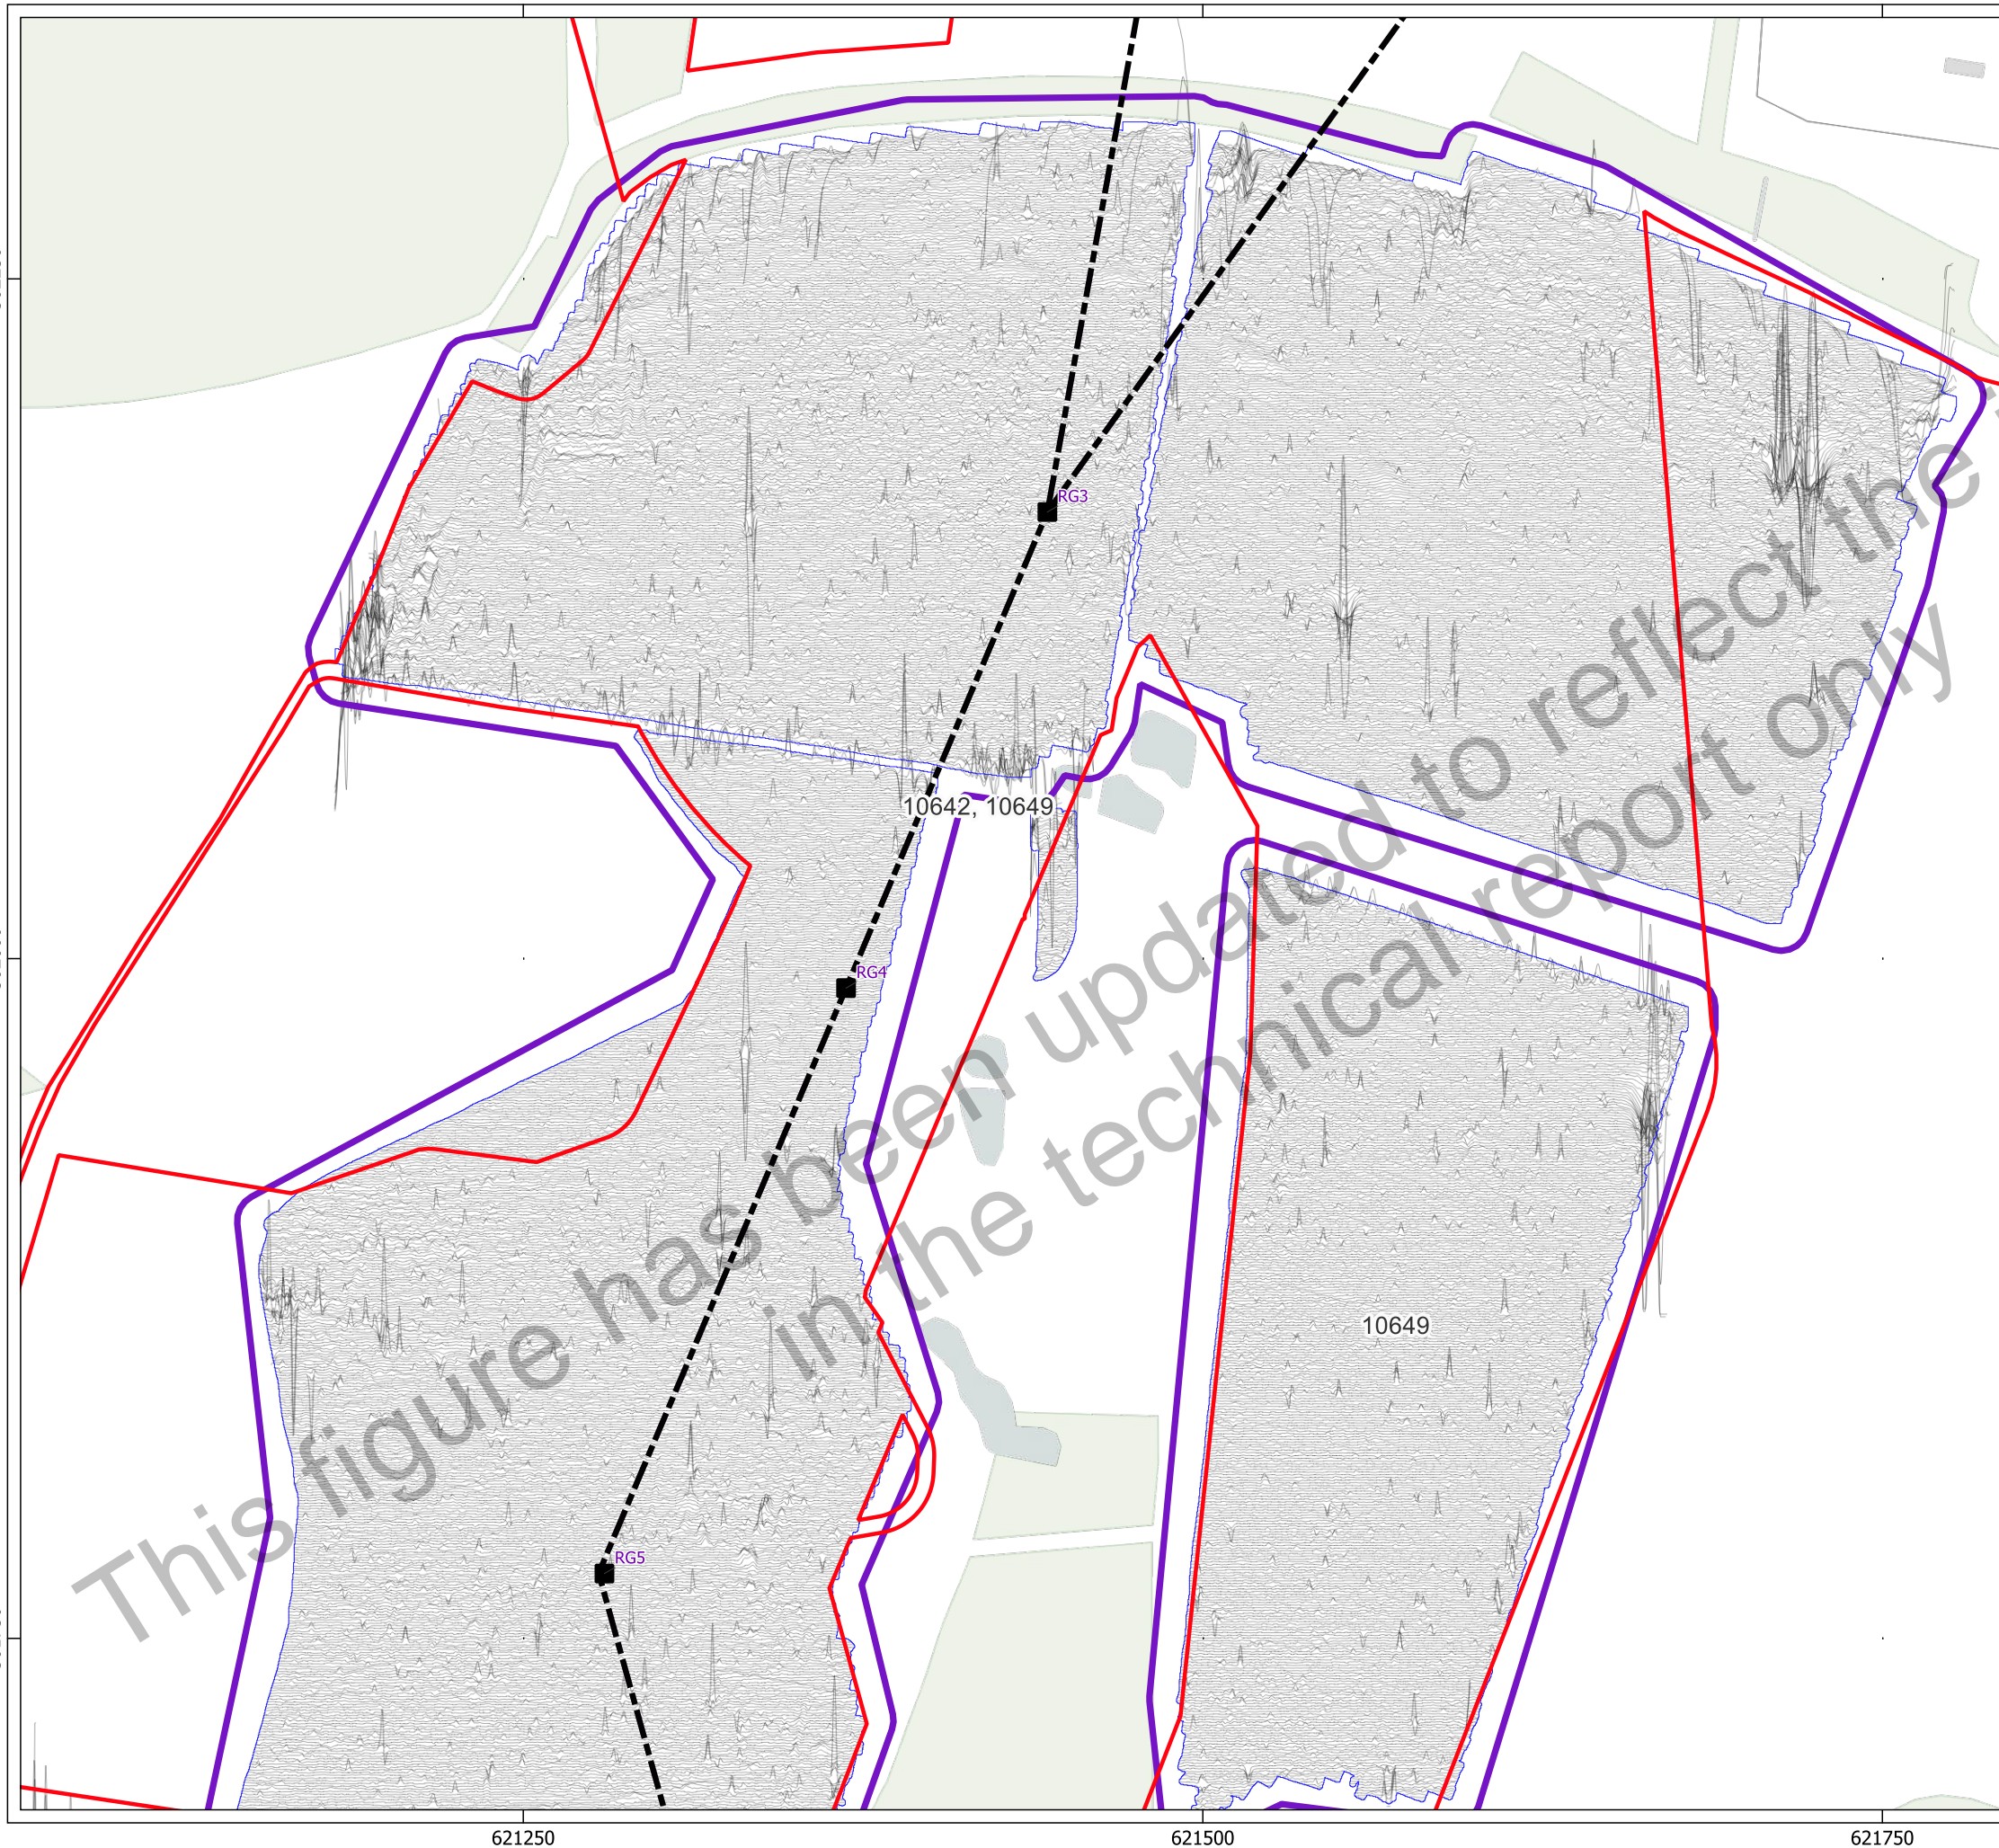 RG3
10642, 10649
RG4
10649
RG5
This figure has been updated to reflect the
in the technical report only
621250
621500
621750